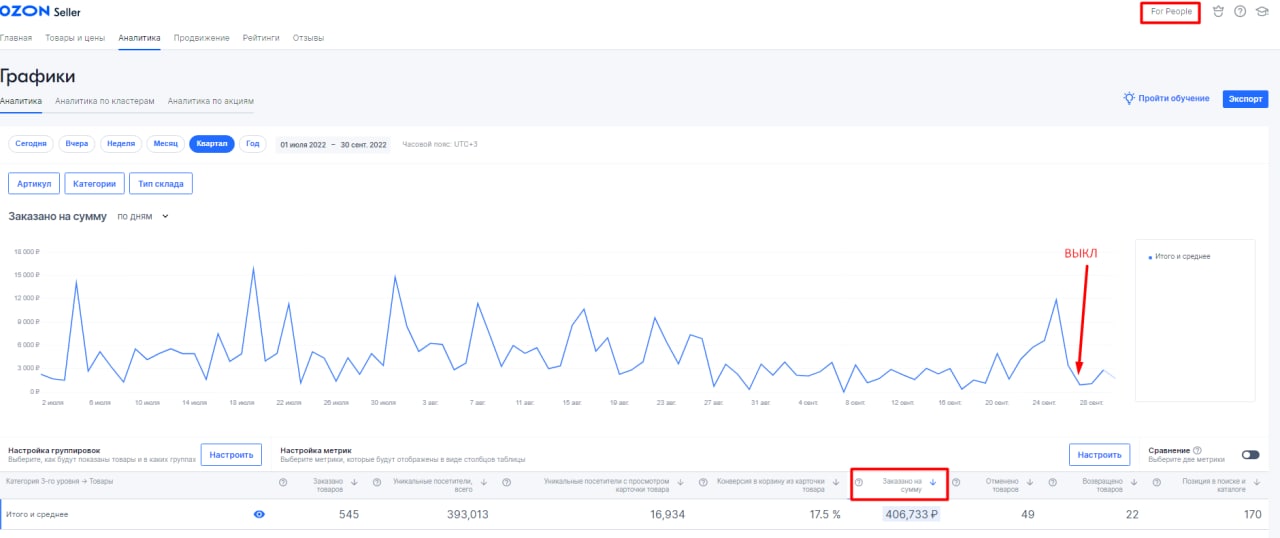 OZON Seller
For People
Главная Товары и цены Аналитика Продвижение Рейтинги Отзывы
Графики
Аналитика Аналитика по кластерам Аналитика по акциям
Пройти обучение Экспорт
Сегодня Вчера Неделя Месяц Квартал Год 01 июля 2022 – 30 сент. 2022 Часовой пояс: UTC+3
Артикул Категории Тип склада
Заказано на сумму по дням
ВЫКЛ
Итого и среднее
18 000 ₽
15 000 ₽
12 000 ₽
9 000 ₽
6 000 ₽
3 000 ₽
0 ₽
2 июля 6 июля 10 июля 14 июля 18 июля 22 июля 26 июля 30 июля 3 авг. 7 авг. 11 авг. 15 авг. 19 авг. 23 авг. 27 авг. 31 авг. 4 сент. 8 сент. 12 сент. 16 сент. 20 сент. 24 сент. 28 сент.
Настройка группировок
Выберите, как будут показаны товары и в каких группах
Настроить
Настройка метрик
Выберите метрики, которые будут отображены в виде столбцов таблицы
Настроить
Сравнение
Выберите две метрики
Категория 3-го уровня → Товары
Заказано товаров
Уникальные посетители, всего
Уникальные посетители с просмотром карточки товара
Конверсия в корзину из карточки товара
Заказано на сумму
Отменено товаров
Возвращено товаров
Позиция в поиске и каталоге
Итого и среднее 545 393,013 16,934 17.5 % 406,733 ₽ 49 22 170